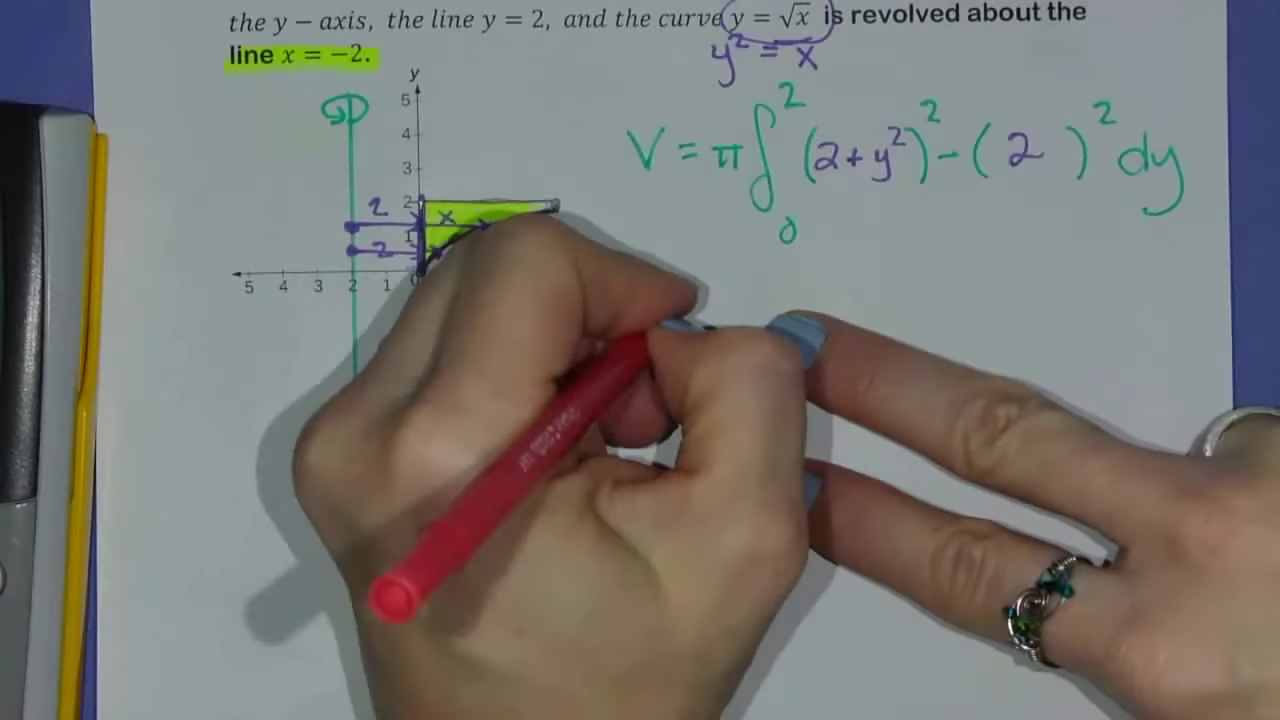 the y − axis, the line y = 2, and the curve y = √x is revolved about the
line x = −2.
y² = x
V = π∫₀² (2+y²)² − (2)² dy
y
5
4
3
2
1
2
x
2
5 4 3 2 1 0